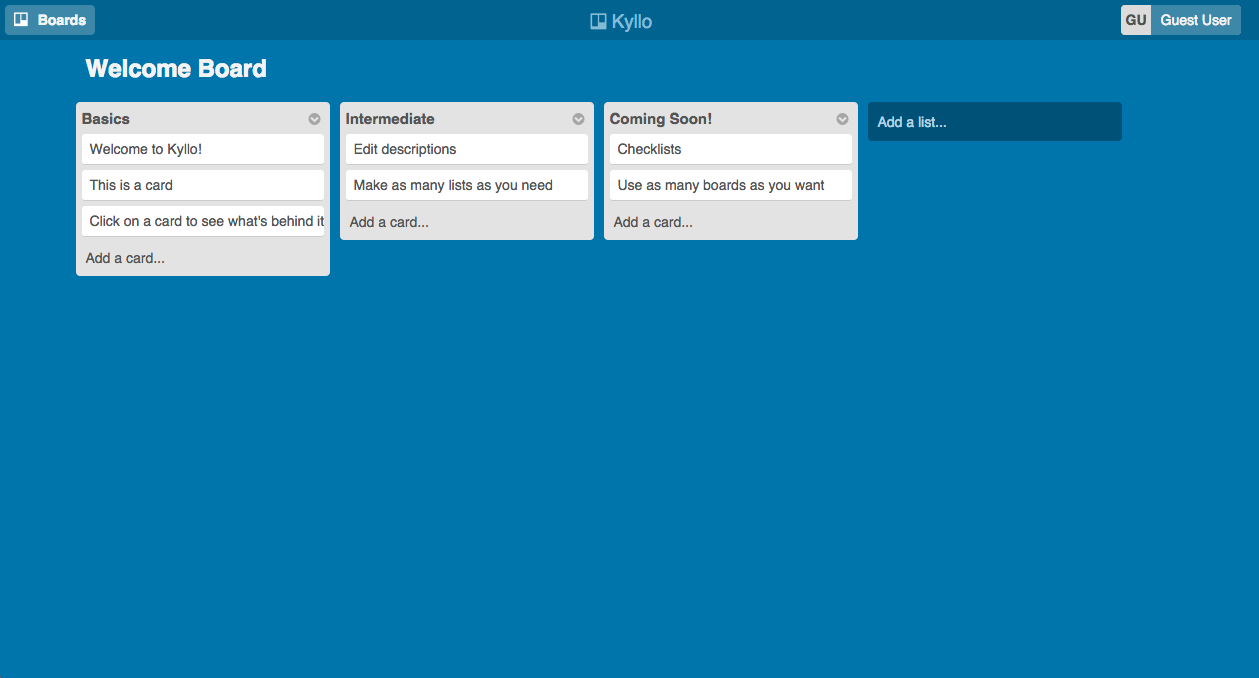 Boards
Kyllo
GU Guest User
Welcome Board
Basics
Welcome to Kyllo!
This is a card
Click on a card to see what's behind it
Add a card...
Intermediate
Edit descriptions
Make as many lists as you need
Add a card...
Coming Soon!
Checklists
Use as many boards as you want
Add a card...
Add a list...